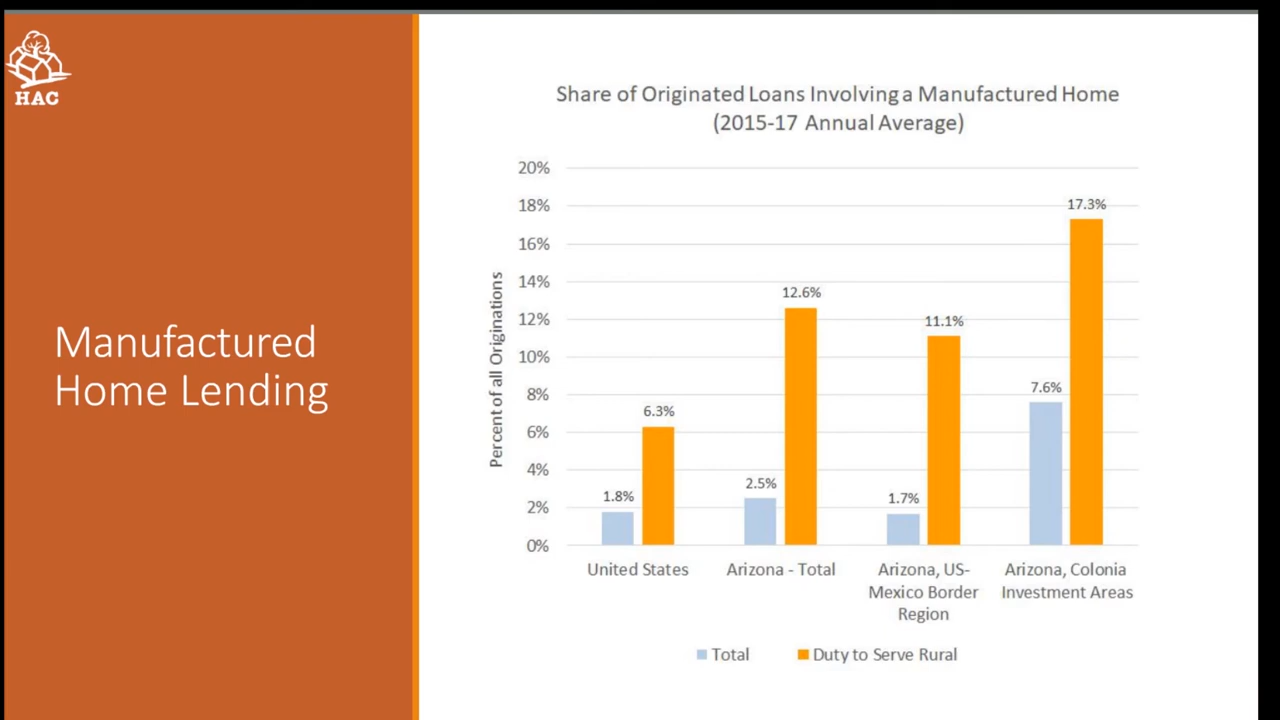 HAC
Manufactured
Home Lending
Share of Originated Loans Involving a Manufactured Home
(2015-17 Annual Average)
Percent of all Originations
20%
18%
16%
14%
12%
10%
8%
6%
4%
2%
0%
1.8%
6.3%
2.5%
12.6%
1.7%
11.1%
7.6%
17.3%
United States
Arizona - Total
Arizona, US-
Mexico Border
Region
Arizona, Colonia
Investment Areas
Total
Duty to Serve Rural